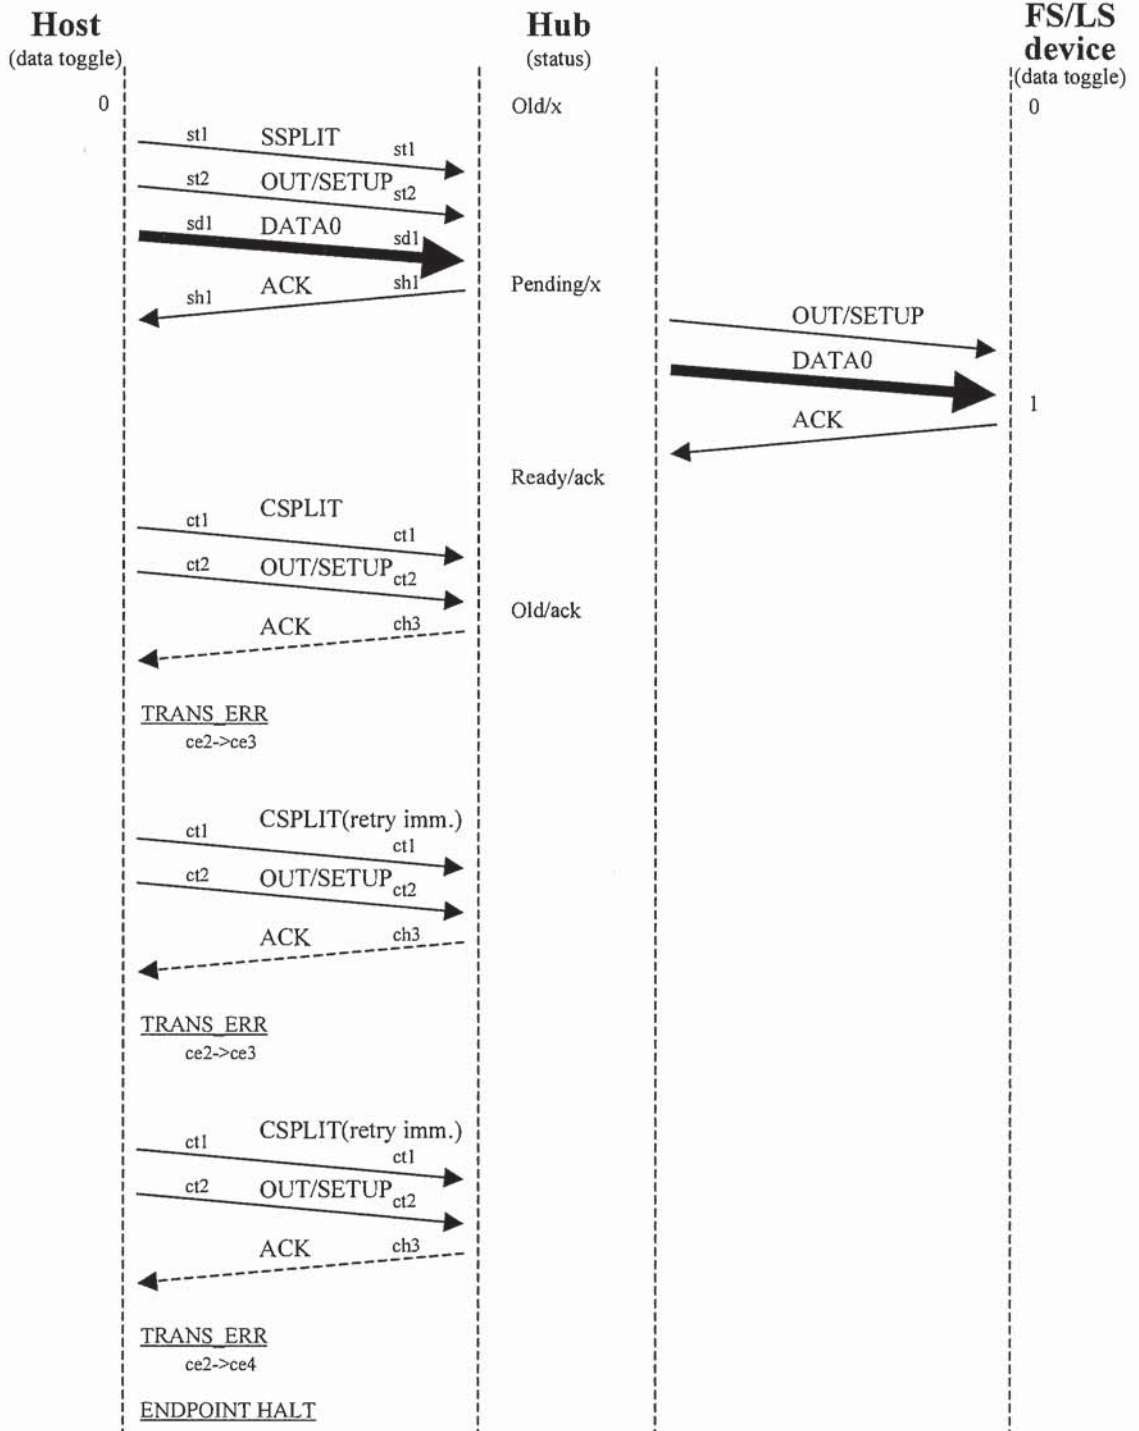 Host
(data toggle)
Hub
(status)
FS/LS
device
(data toggle)
0
Old/x
0
st1 SSPLIT st1
st2 OUT/SETUP st2
sd1 DATA0 sd1
sh1 ACK sh1
Pending/x
OUT/SETUP
DATA0
1
ACK
Ready/ack
ct1 CSPLIT ct1
ct2 OUT/SETUP ct2
Old/ack
ACK ch3
TRANS_ERR
ce2->ce3
ct1 CSPLIT(retry imm.) ct1
ct2 OUT/SETUP ct2
ACK ch3
TRANS_ERR
ce2->ce3
ct1 CSPLIT(retry imm.) ct1
ct2 OUT/SETUP ct2
ACK ch3
TRANS_ERR
ce2->ce4
ENDPOINT HALT